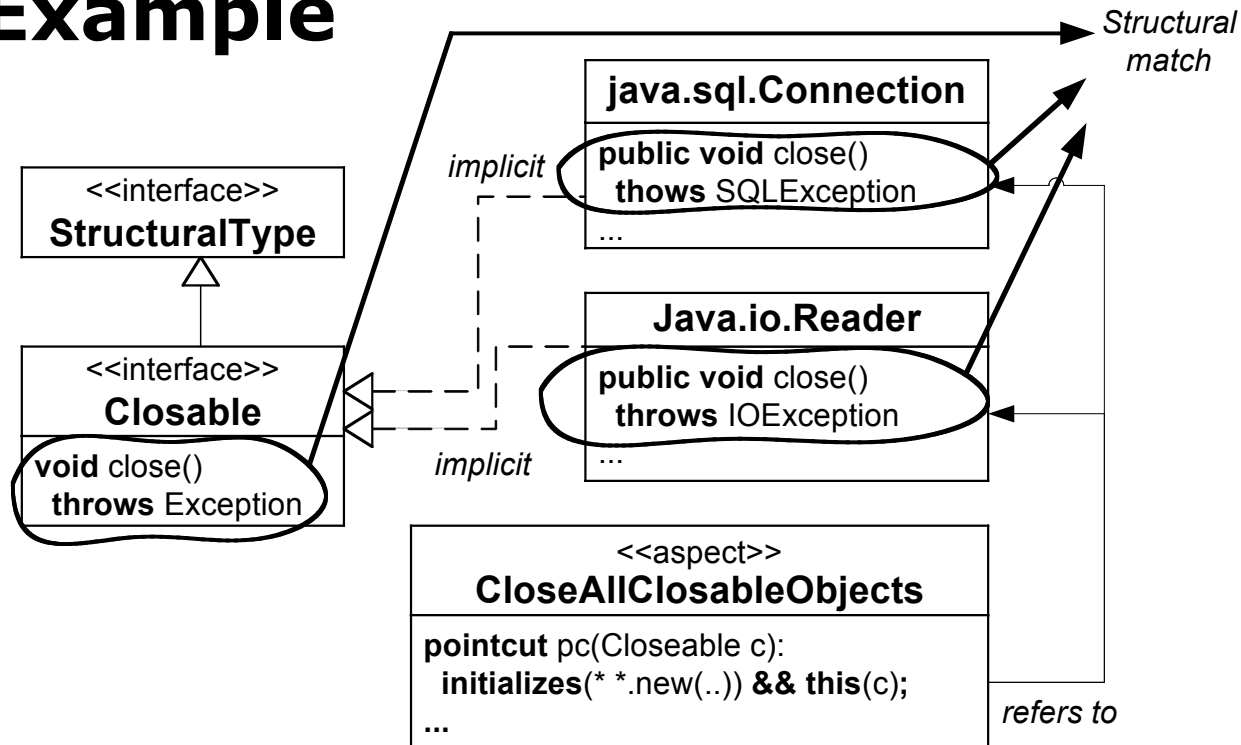 Example
Structural
match
java.sql.Connection
public void close()
thows SQLException
...
implicit
<<interface>>
StructuralType
Java.io.Reader
public void close()
throws IOException
...
<<interface>>
Closable
void close()
throws Exception
implicit
<<aspect>>
CloseAllClosableObjects
pointcut pc(Closeable c):
initializes(* *.new(..)) && this(c);
...
refers to